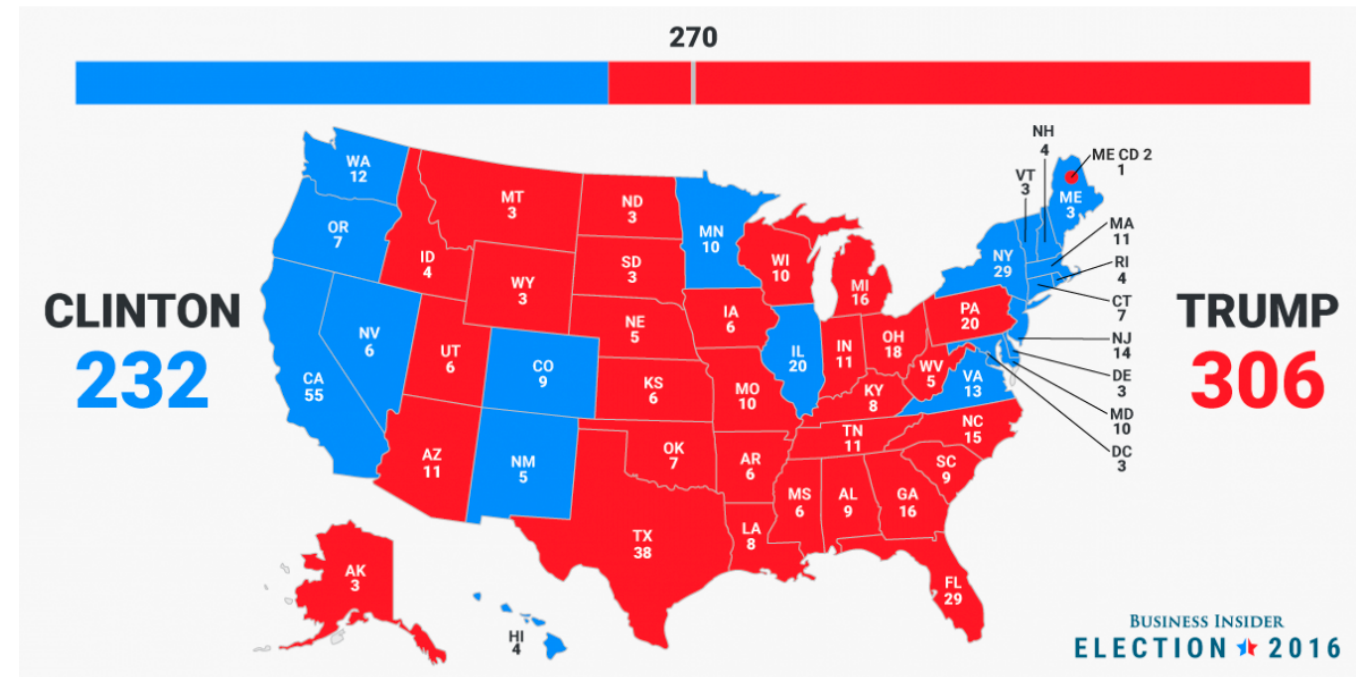 270
CLINTON
232
TRUMP
306
WA
12
OR
7
CA
55
NV
6
ID
4
MT
3
WY
3
UT
6
CO
9
AZ
11
NM
5
ND
3
SD
3
NE
5
KS
6
OK
7
TX
38
MN
10
IA
6
MO
10
AR
6
LA
8
WI
10
IL
20
MI
16
IN
11
OH
18
KY
8
TN
11
MS
6
AL
9
GA
16
FL
29
SC
9
NC
15
VA
13
WV
5
PA
20
NY
29
VT
3
NH
4
ME CD 2
1
ME
3
MA
11
RI
4
CT
7
NJ
14
DE
3
MD
10
DC
3
AK
3
HI
4
BUSINESS INSIDER
ELECTION 2016